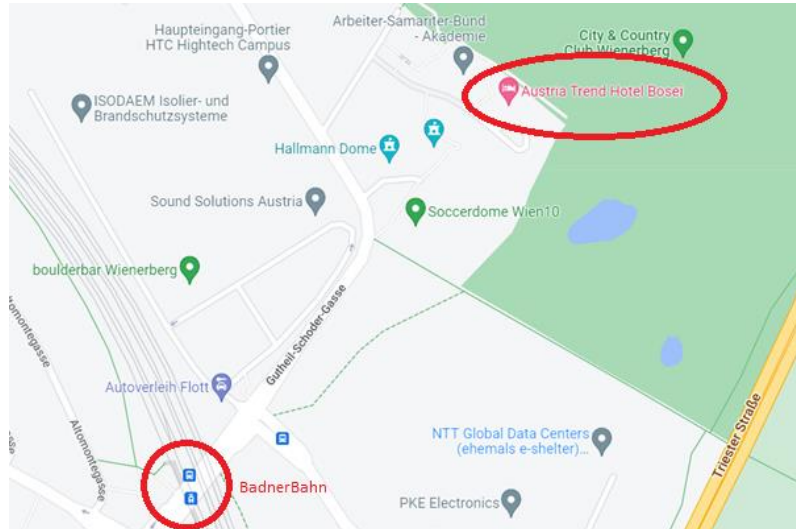 Haupteingang-Portier
HTC Hightech Campus
Arbeiter-Samariter-Bund
- Akademie
City & Country
Club Wienerberg
Austria Trend Hotel Bosei
ISODAEM Isolier- und
Brandschutzsysteme
Hallmann Dome
Sound Solutions Austria
Soccerdome Wien10
boulderbar Wienerberg
Gutheil-Schoder-Gasse
Autoverleih Flott
Altomontegasse
NTT Global Data Centers
(ehemals e-shelter)...
Triester Straße
BadnerBahn
PKE Electronics